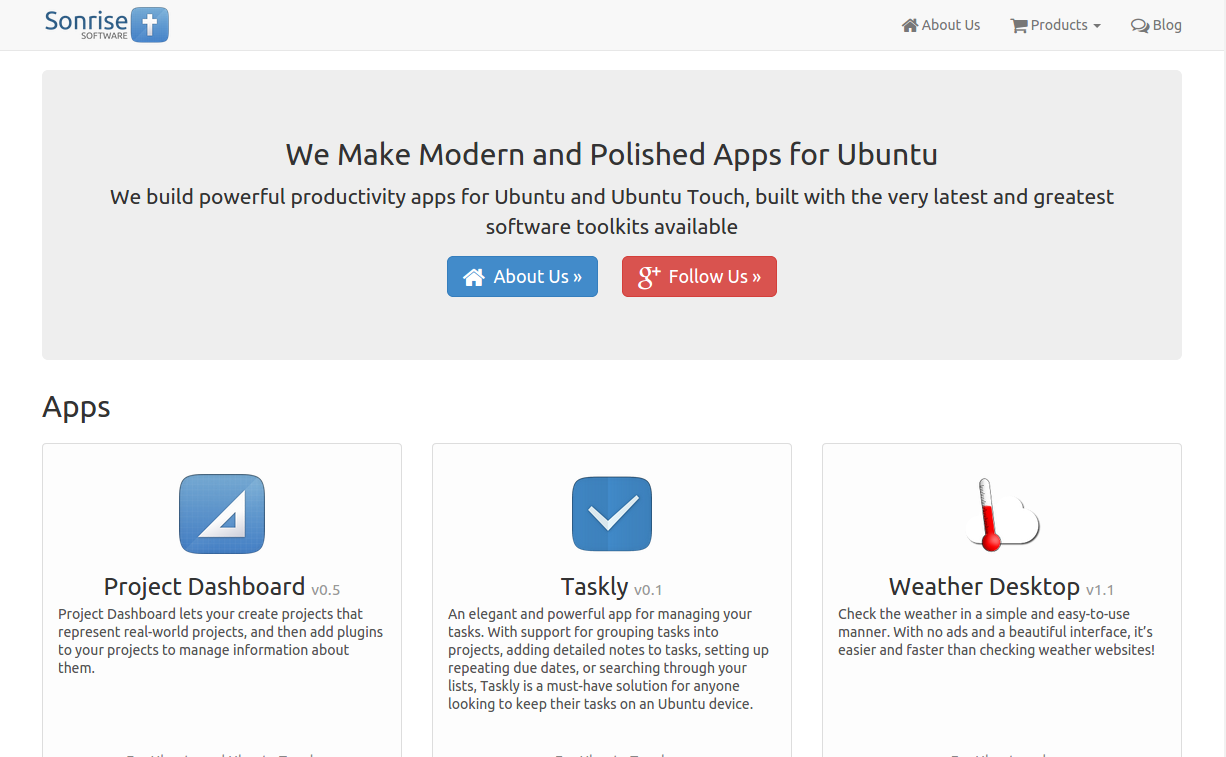 Sonrise
SOFTWARE
About Us
Products
Blog
We Make Modern and Polished Apps for Ubuntu
We build powerful productivity apps for Ubuntu and Ubuntu Touch, built with the very latest and greatest
software toolkits available
About Us »
g+ Follow Us »
Apps
Project Dashboard v0.5
Project Dashboard lets your create projects that
represent real-world projects, and then add plugins
to your projects to manage information about
them.
Taskly v0.1
An elegant and powerful app for managing your
tasks. With support for grouping tasks into
projects, adding detailed notes to tasks, setting up
repeating due dates, or searching through your
lists, Taskly is a must-have solution for anyone
looking to keep their tasks on an Ubuntu device.
Weather Desktop v1.1
Check the weather in a simple and easy-to-use
manner. With no ads and a beautiful interface, it's
easier and faster than checking weather websites!